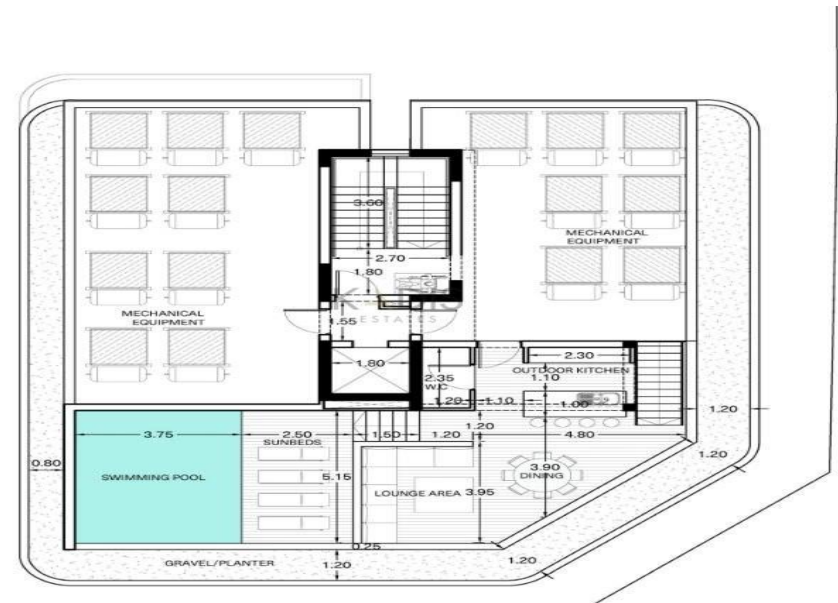 3.60
2.70
1.80
MECHANICAL
EQUIPMENT
MECHANICAL
EQUIPMENT
ESTATES
1.55
1.80
2.35
W.C
2.30
OUTDOOR KITCHEN
1.10
1.20
1.10
1.00
1.20
3.75
2.50
SUNBEDS
1.50
1.20
1.20
4.80
1.20
0.80
SWIMMING POOL
5.15
LOUNGE AREA
3.95
3.90
DINING
0.25
GRAVEL/PLANTER
1.20
1.20